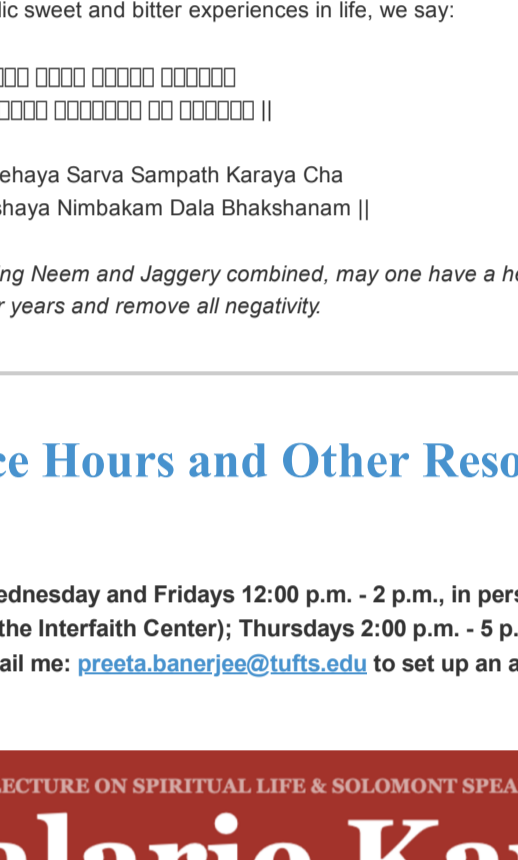 lic sweet and bitter experiences in life, we say:
||
ehaya Sarva Sampath Karaya Cha
shaya Nimbakam Dala Bhakshanam ||
ing Neem and Jaggery combined, may one have a he
r years and remove all negativity.
ce Hours and Other Reso
ednesday and Fridays 12:00 p.m. - 2 p.m., in pers
the Interfaith Center); Thursdays 2:00 p.m. - 5 p.
ail me: preeta.banerjee@tufts.edu to set up an a
LECTURE ON SPIRITUAL LIFE & SOLOMONT SPEA